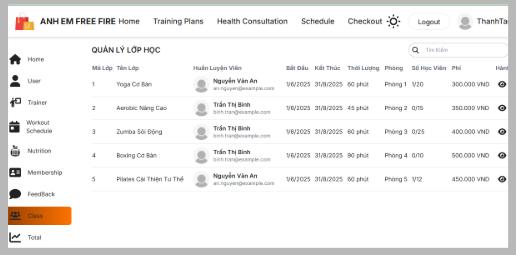 ANH EM FREE FIRE Home Training Plans Health Consultation Schedule Checkout Logout ThanhTa
Home
User
Trainer
Workout
Schedule
Nutrition
Membership
FeedBack
Class
Total
QUẢN LÝ LỚP HỌC
Tìm Kiếm
Mã Lớp Tên Lớp Huấn Luyện Viên Bắt Đầu Kết Thúc Thời Lượng Phòng Số Học Viên Phí Hàn
1 Yoga Cơ Bản Nguyễn Văn An 1/6/2025 31/8/2025 60 phút Phòng 1 1/20 300.000 VND
an.nguyen@example.com
2 Aerobic Nâng Cao Trần Thị Bình 1/6/2025 31/8/2025 45 phút Phòng 2 0/15 350.000 VND
binh.tran@example.com
3 Zumba Sôi Động Trần Thị Bình 1/6/2025 31/8/2025 60 phút Phòng 3 0/25 400.000 VND
binh.tran@example.com
4 Boxing Cơ Bản Trần Thị Bình 1/6/2025 31/8/2025 90 phút Phòng 4 0/10 500.000 VND
binh.tran@example.com
5 Pilates Cải Thiện Tư Thế Nguyễn Văn An 1/6/2025 31/8/2025 60 phút Phòng 5 1/12 450.000 VND
an.nguyen@example.com